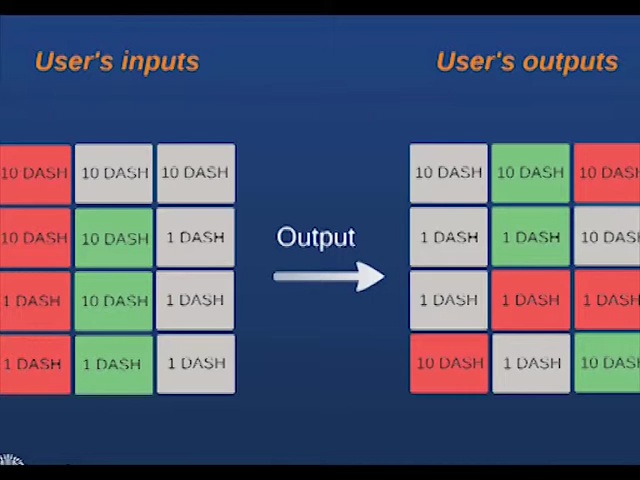 User's inputs
User's outputs
10 DASH 10 DASH 10 DASH
10 DASH 10 DASH 1 DASH
1 DASH 10 DASH 1 DASH
1 DASH 1 DASH 1 DASH
Output
10 DASH 10 DASH 10 DASH
1 DASH 1 DASH 10 DASH
1 DASH 1 DASH 1 DASH
10 DASH 1 DASH 10 DASH